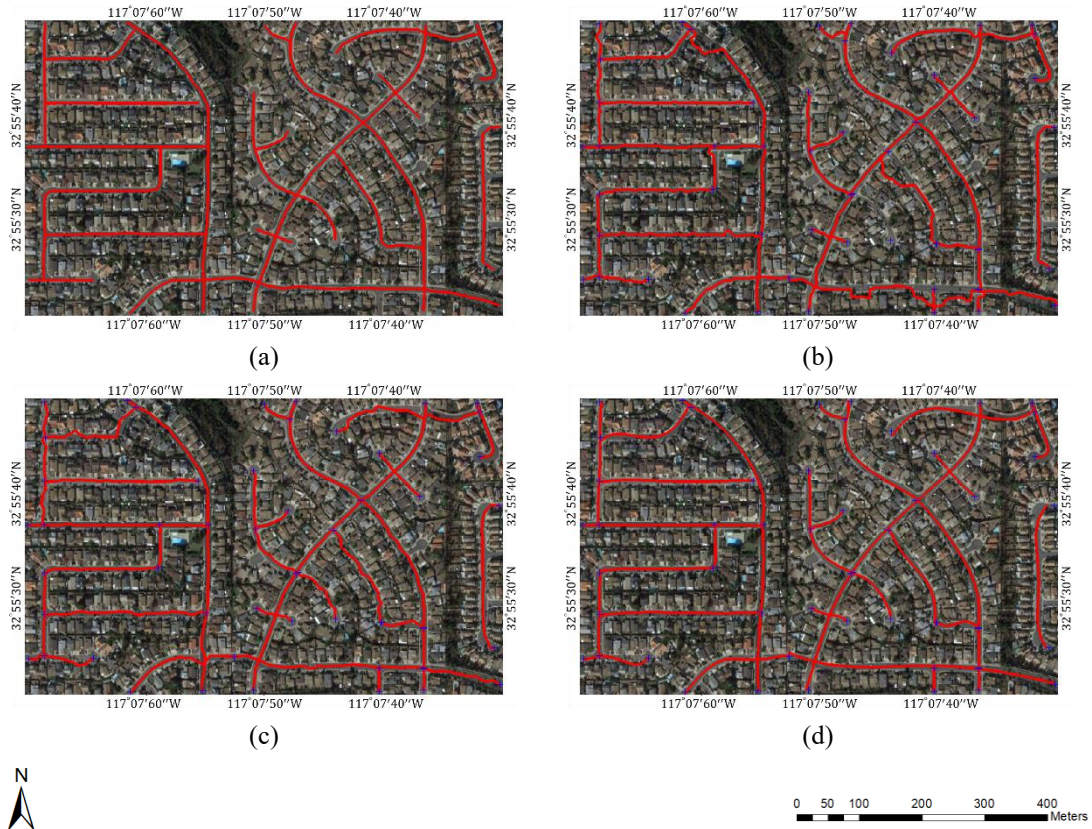 117°07′60″W 117°07′50″W 117°07′40″W 117°07′60″W 117°07′50″W 117°07′40″W
32°55′40″N 32°55′40″N 32°55′40″N 32°55′40″N
32°55′30″N 32°55′30″N 32°55′30″N 32°55′30″N
117°07′60″W 117°07′50″W 117°07′40″W 117°07′60″W 117°07′50″W 117°07′40″W
(a) (b)
117°07′60″W 117°07′50″W 117°07′40″W 117°07′60″W 117°07′50″W 117°07′40″W
32°55′40″N 32°55′40″N 32°55′40″N 32°55′40″N
32°55′30″N 32°55′30″N 32°55′30″N 32°55′30″N
117°07′60″W 117°07′50″W 117°07′40″W 117°07′60″W 117°07′50″W 117°07′40″W
(c) (d)
N
0 50 100 200 300 400
Meters